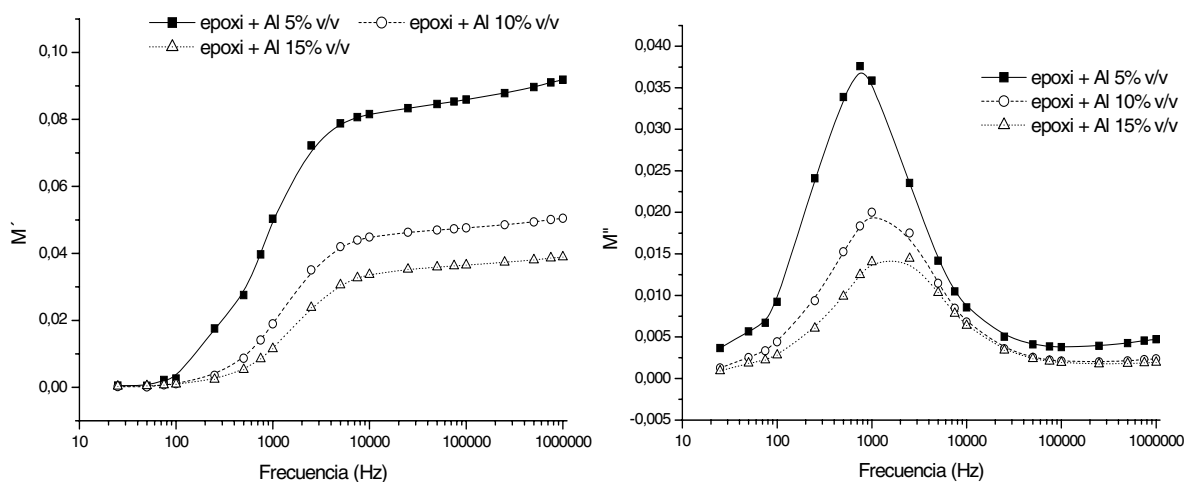 epoxi + Al 5% v/v
epoxi + Al 10% v/v
epoxi + Al 15% v/v
0,10
0,08
0,06
0,04
0,02
0,00
M´
10
100
1000
10000
100000
1000000
Frecuencia (Hz)
epoxi + Al 5% v/v
epoxi + Al 10% v/v
epoxi + Al 15% v/v
0,040
0,035
0,030
0,025
0,020
0,015
0,010
0,005
0,000
-0,005
M"
10
100
1000
10000
100000
1000000
Frecuencia (Hz)